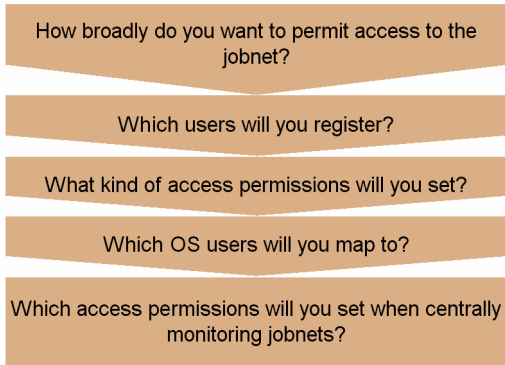 How broadly do you want to permit access to the
jobnet?
Which users will you register?
What kind of access permissions will you set?
Which OS users will you map to?
Which access permissions will you set when centrally
monitoring jobnets?